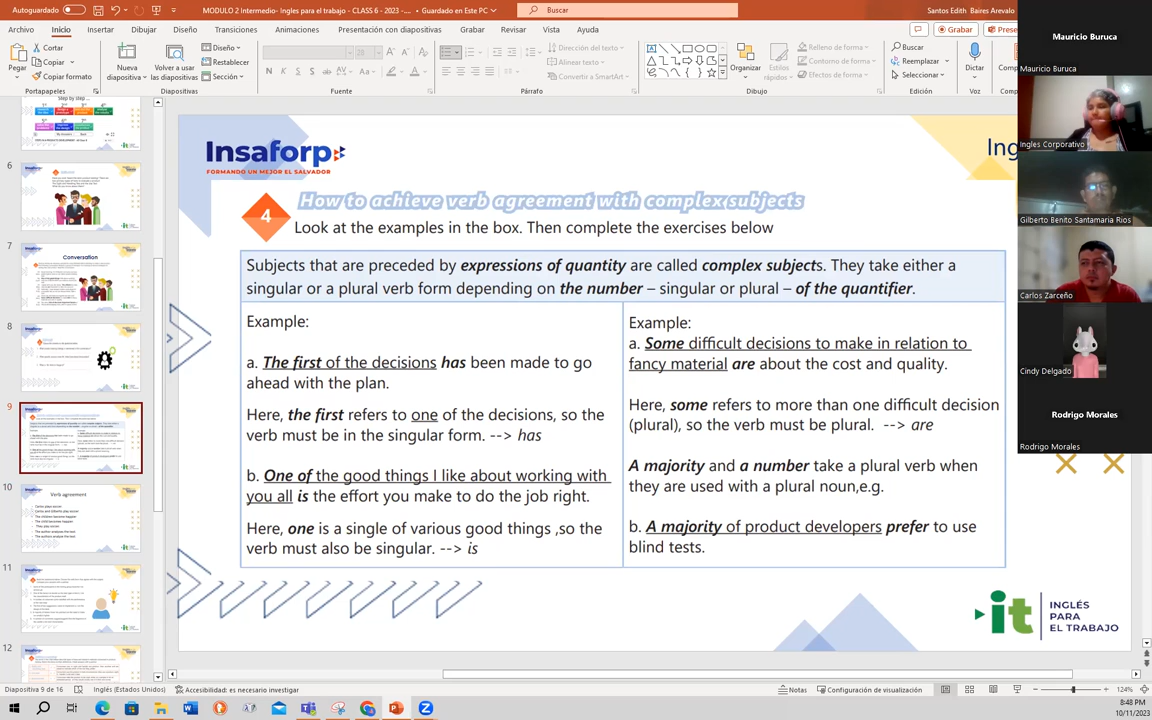 Autoguardado
MODULO 2 Intermedio- Ingles para el trabajo - CLASS 6 - 2023 -... • Guardado en Este PC
Buscar
Santos Edith Baires Arevalo
Archivo Inicio Insertar Dibujar Diseño Transiciones Animaciones Presentación con diapositivas Grabar Revisar Vista Ayuda
Grabar
Pegar
Cortar
Copiar
Copiar formato
Portapapeles
Nueva diapositiva
Volver a usar las diapositivas
Diseño
Restablecer
Sección
Diapositivas
Fuente
Dirección del texto
Alinear texto
Convertir a SmartArt
Párrafo
Organizar
Estilos rápidos
Relleno de forma
Contorno de forma
Efectos de forma
Dibujo
Buscar
Reemplazar
Seleccionar
Edición
Dictar
Voz
Mauricio Buruca
Mauricio Buruca
Ingles Corporativo
Gilberto Benito Santamaria Rios
Carlos Zarceño
Cindy Delgado
Rodrigo Morales
Rodrigo Morales
6
7
Conversation
8
9
10
Verb agreement
11
12
Insaforp
FORMANDO UN MEJOR EL SALVADOR
Ing
4
How to achieve verb agreement with complex subjects
Look at the examples in the box. Then complete the exercises below
Subjects that are preceded by expressions of quantity are called complex subjects. They take either a
singular or a plural verb form depending on the number – singular or plural – of the quantifier.
Example:
a. The first of the decisions has been made to go
ahead with the plan.
Here, the first refers to one of the decisions, so the
verb must be in the singular form. --> has
b. One of the good things I like about working with
you all is the effort you make to do the job right.
Here, one is a single of various good things ,so the
verb must also be singular. --> is
Example:
a. Some difficult decisions to make in relation to
fancy material are about the cost and quality.
Here, some refers to more than one difficult decision
(plural), so the verb must be plural. --> are
A majority and a number take a plural verb when
they are used with a plural noun,e.g.
b. A majority of product developers prefer to use
blind tests.
it
INGLÉS
PARA
EL TRABAJO
Diapositiva 9 de 16
Inglés (Estados Unidos)
Accesibilidad: es necesario investigar
Notas
Configuración de visualización
124%
8:48 PM
10/11/2023